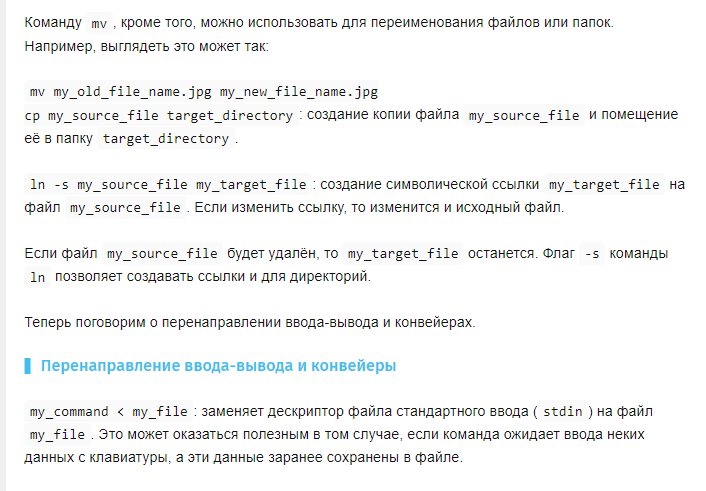 Команду mv , кроме того, можно использовать для переименования файлов или папок.
Например, выглядеть это может так:
mv my_old_file_name.jpg my_new_file_name.jpg
cp my_source_file target_directory : создание копии файла my_source_file и помещение
её в папку target_directory .
ln -s my_source_file my_target_file : создание символической ссылки my_target_file на
файл my_source_file . Если изменить ссылку, то изменится и исходный файл.
Если файл my_source_file будет удалён, то my_target_file останется. Флаг -s команды
ln позволяет создавать ссылки и для директорий.
Теперь поговорим о перенаправлении ввода-вывода и конвейерах.
Перенаправление ввода-вывода и конвейеры
my_command < my_file : заменяет дескриптор файла стандартного ввода ( stdin ) на файл
my_file . Это может оказаться полезным в том случае, если команда ожидает ввода неких
данных с клавиатуры, а эти данные заранее сохранены в файле.